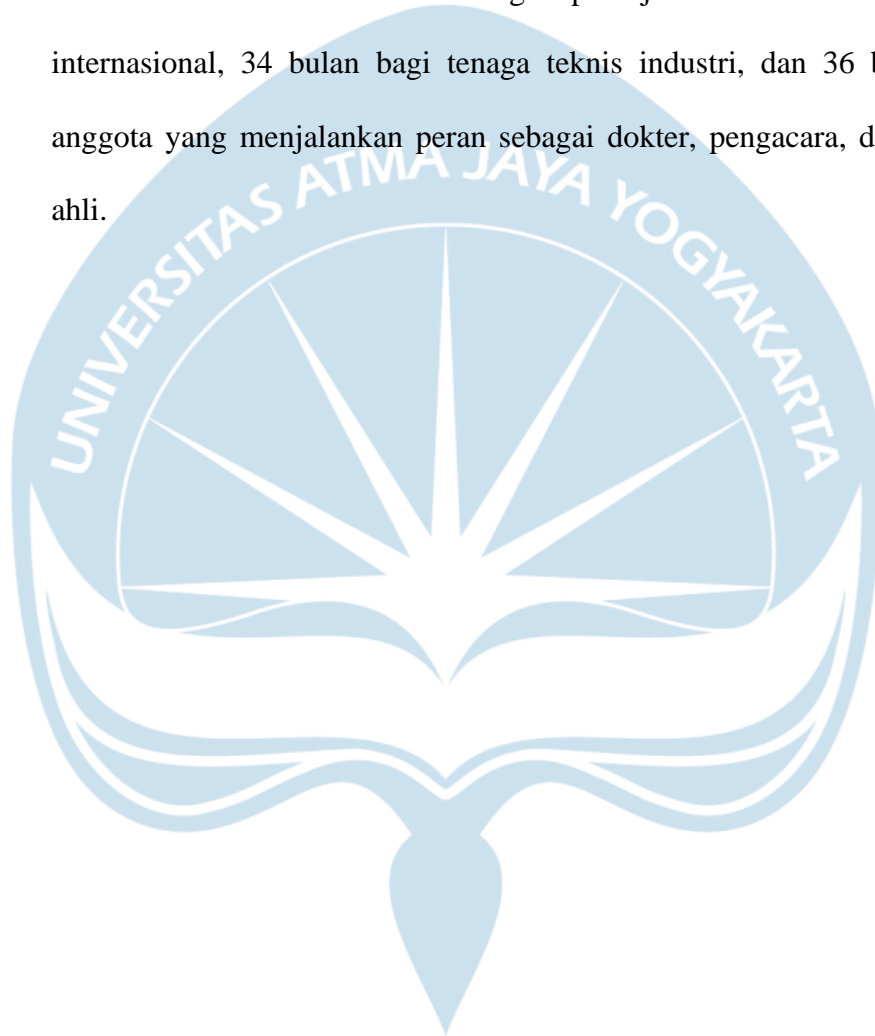 internasional, 34 bulan bagi tenaga teknis industri, dan 36
anggota yang menjalankan peran sebagai dokter, pengacara,
ahli.
UNIVERSITAS ATMA JAYA YOGYAKARTA